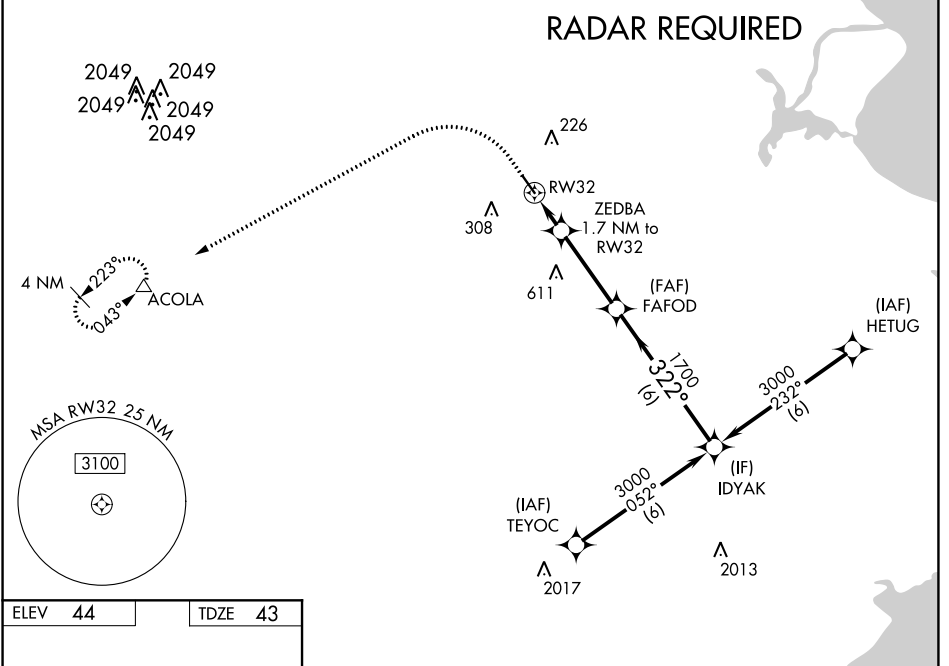 RADAR REQUIRED
2049
2049
2049
2049
2049
226
RW32
308
ZEDBA
1.7 NM to
RW32
611
4 NM
223°
043°
ACOLA
(FAF)
FAFOD
(IAF)
HETUG
1700
322°
(6)
3000
232°
(6)
MSA RW32 25 NM
3100
(IF)
IDYAK
3000
052°
(6)
(IAF)
TEYOC
2017
2013
ELEV 44
TDZE 43